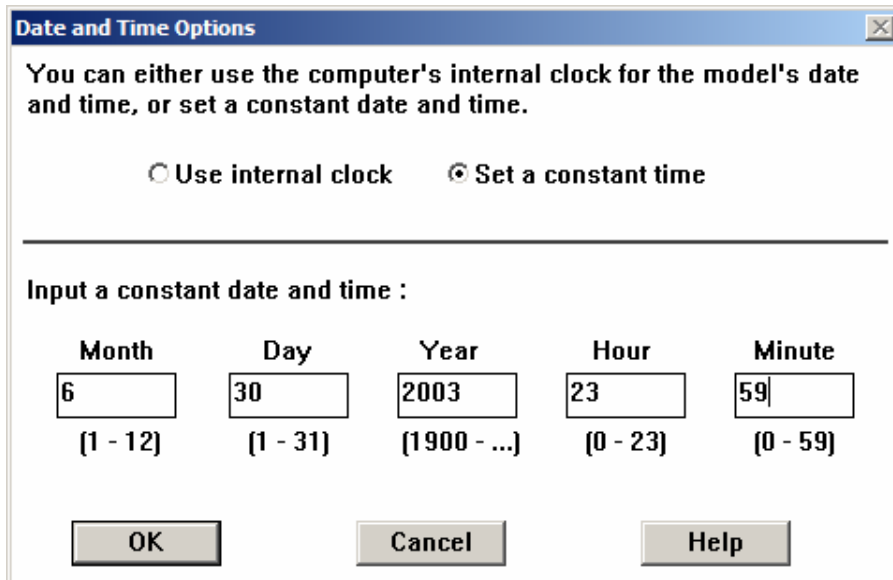 Date and Time Options
You can either use the computer's internal clock for the model's date
and time, or set a constant date and time.
Use internal clock Set a constant time
Input a constant date and time :
Month Day Year Hour Minute
6 30 2003 23 59
(1 - 12) (1 - 31) (1900 - ...) (0 - 23) (0 - 59)
OK Cancel Help